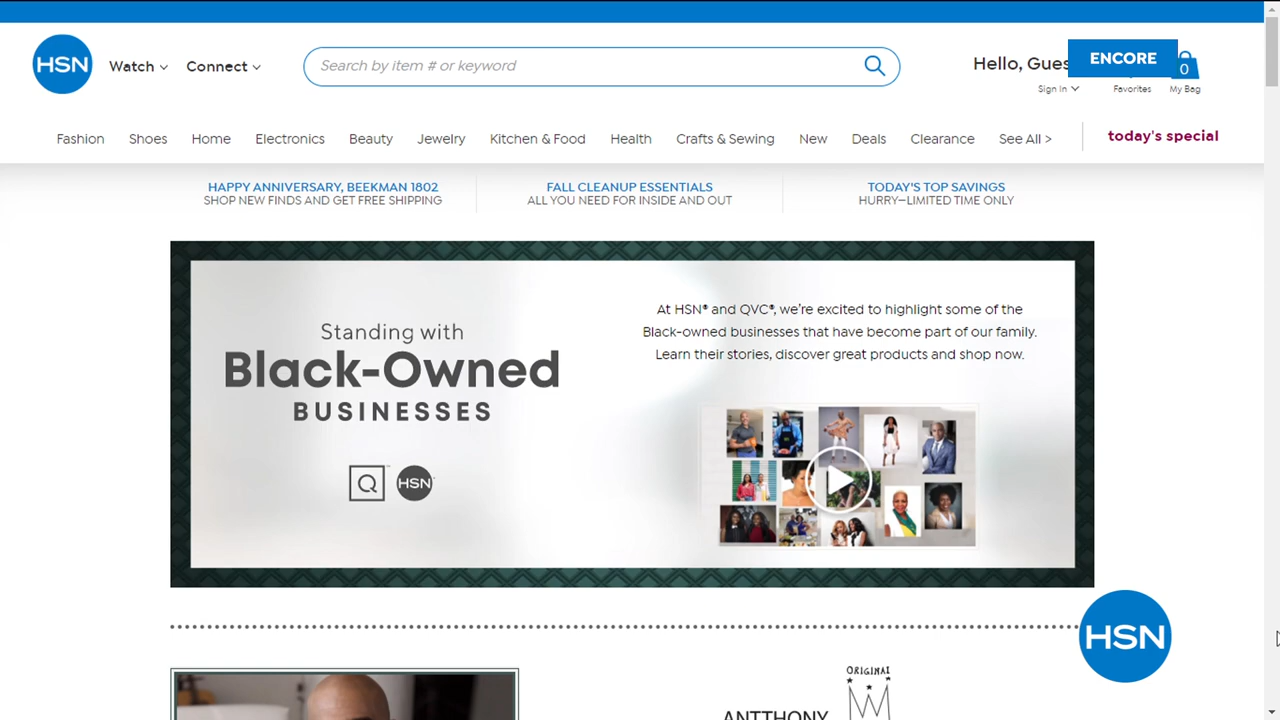 HSN
Watch
Connect
Search by item # or keyword
Hello, Gues
ENCORE
0
Sign In
Favorites
My Bag
Fashion
Shoes
Home
Electronics
Beauty
Jewelry
Kitchen & Food
Health
Crafts & Sewing
New
Deals
Clearance
See All >
today's special
HAPPY ANNIVERSARY, BEEKMAN 1802
SHOP NEW FINDS AND GET FREE SHIPPING
FALL CLEANUP ESSENTIALS
ALL YOU NEED FOR INSIDE AND OUT
TODAY'S TOP SAVINGS
HURRY—LIMITED TIME ONLY
Standing with
Black-Owned
BUSINESSES
Q HSN
At HSN® and QVC®, we're excited to highlight some of the
Black-owned businesses that have become part of our family.
Learn their stories, discover great products and shop now.
HSN
ORIGINAL
ANTTHONY